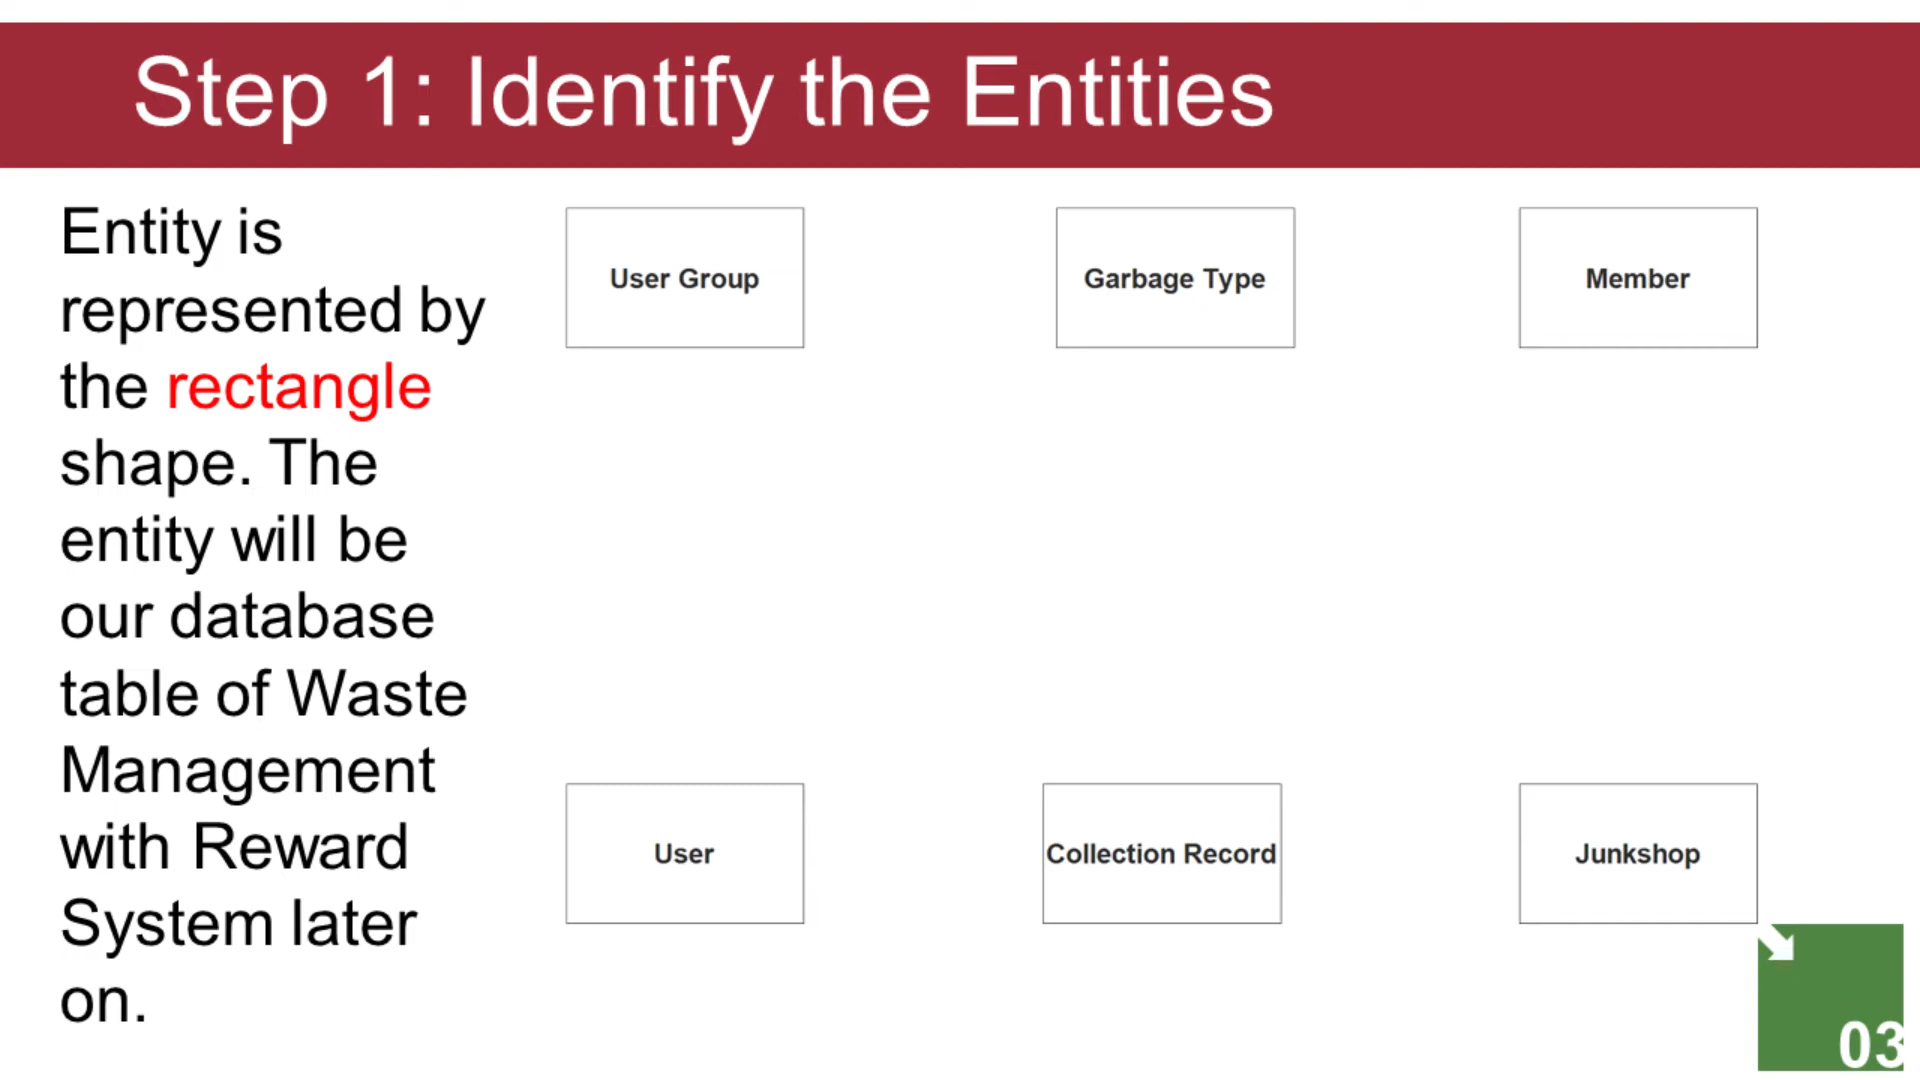 Step 1: Identify the Entities
Entity is
represented by
the rectangle
shape. The
entity will be
our database
table of Waste
Management
with Reward
System later
on.
User Group
Garbage Type
Member
User
Collection Record
Junkshop
03